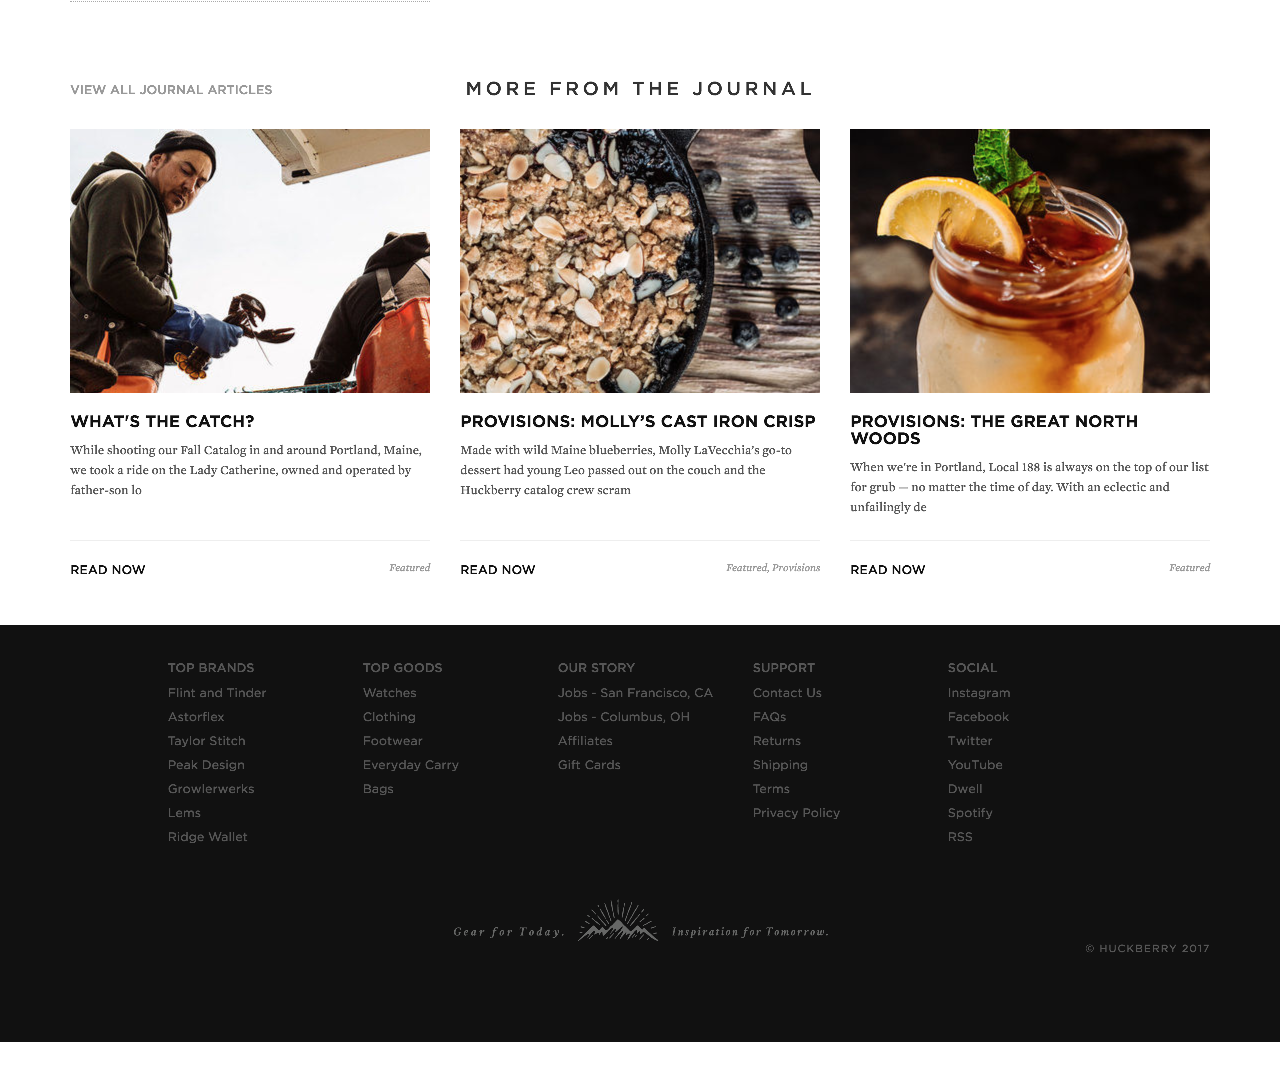 VIEW ALL JOURNAL ARTICLES
MORE FROM THE JOURNAL
WHAT'S THE CATCH?
While shooting our Fall Catalog in and around Portland, Maine,
we took a ride on the Lady Catherine, owned and operated by
father-son lo
READ NOW
Featured
PROVISIONS: MOLLY’S CAST IRON CRISP
Made with wild Maine blueberries, Molly LaVecchia's go-to
dessert had young Leo passed out on the couch and the
Huckberry catalog crew scram
READ NOW
Featured, Provisions
PROVISIONS: THE GREAT NORTH
WOODS
When we're in Portland, Local 188 is always on the top of our list
for grub — no matter the time of day. With an eclectic and
unfailingly de
READ NOW
Featured
TOP BRANDS
Flint and Tinder
Astorflex
Taylor Stitch
Peak Design
Growlerwerks
Lems
Ridge Wallet
TOP GOODS
Watches
Clothing
Footwear
Everyday Carry
Bags
OUR STORY
Jobs - San Francisco, CA
Jobs - Columbus, OH
Affiliates
Gift Cards
SUPPORT
Contact Us
FAQs
Returns
Shipping
Terms
Privacy Policy
SOCIAL
Instagram
Facebook
Twitter
YouTube
Dwell
Spotify
RSS
Gear for Today.
Inspiration for Tomorrow.
© HUCKBERRY 2017